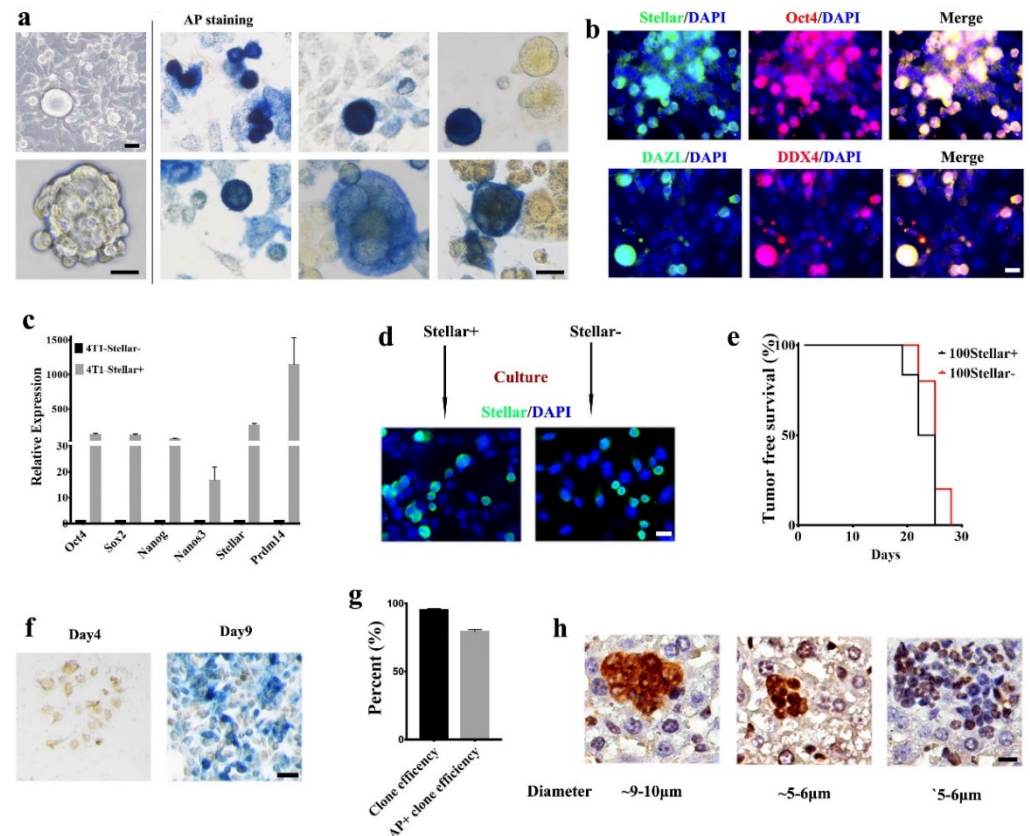 a
AP staining
b
Stellar/DAPI
Oct4/DAPI
Merge
DAZL/DAPI
DDX4/DAPI
Merge
c
4T1-Stellar-
4T1-Stellar+
Relative Expression
1500
1000
500
30
20
10
0
Oct4
Sox2
Nanog
Nanos3
Stellar
Prdm14
d
Stellar+
Stellar-
Culture
Stellar/DAPI
e
Tumor free survival (%)
100
50
0
0
10
20
30
Days
100Stellar+
100Stellar-
f
Day4
Day9
g
Percent (%)
100
50
0
Clone efficency
AP+ clone efficiency
h
Diameter
~9-10μm
~5-6μm
`5-6μm